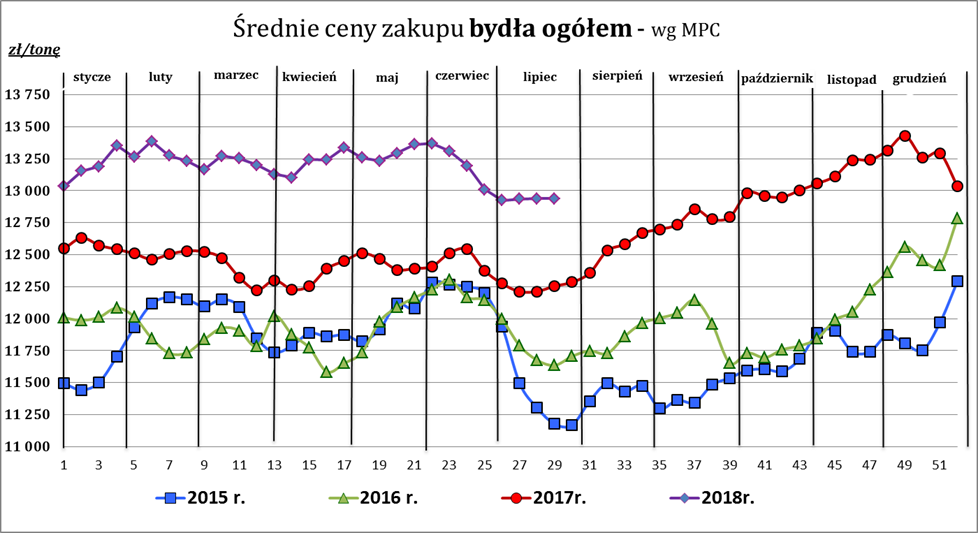 Średnie ceny zakupu bydła ogółem - wg MPC
zł/tonę
stycze luty marzec kwiecień maj czerwiec lipiec sierpień wrzesień październik listopad grudzień
13 750
13 500
13 250
13 000
12 750
12 500
12 250
12 000
11 750
11 500
11 250
11 000
1 3 5 7 9 11 13 15 17 19 21 23 25 27 29 31 33 35 37 39 41 43 45 47 49 51
2015 r. 2016 r. 2017r. 2018r.